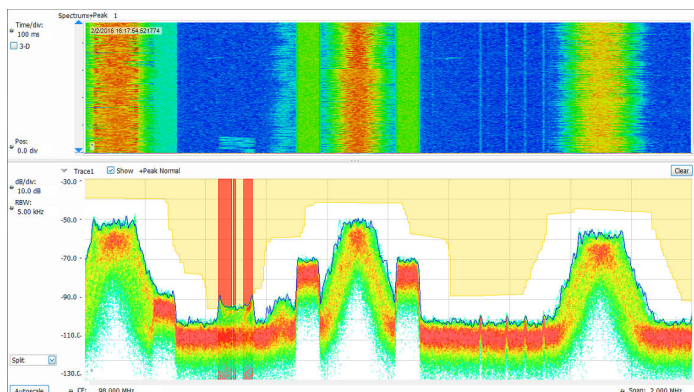 Spectrum+Peak 1
Time/div:
100 ms
3-D
2/2/2016 16:17:54.521774
Pos:
0.0 div
Trace1
Show
+Peak Normal
Clear
dB/div:
10.0 dB
RBW:
5.00 kHz
-30.0
-50.0
-70.0
-90.0
-110.0
-130.0
Split
Autoscale
CF:
98.000 MHz
Span:
2.000 MHz